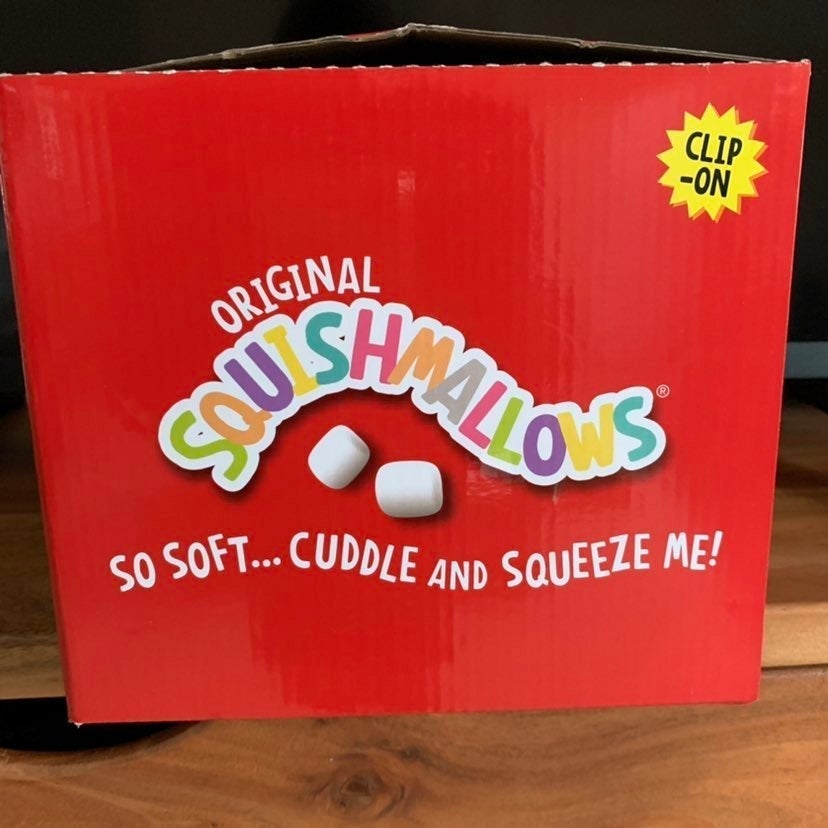 CLIP
-ON
ORIGINAL
SQUISHMALLOWS®
SO SOFT... CUDDLE AND SQUEEZE ME!